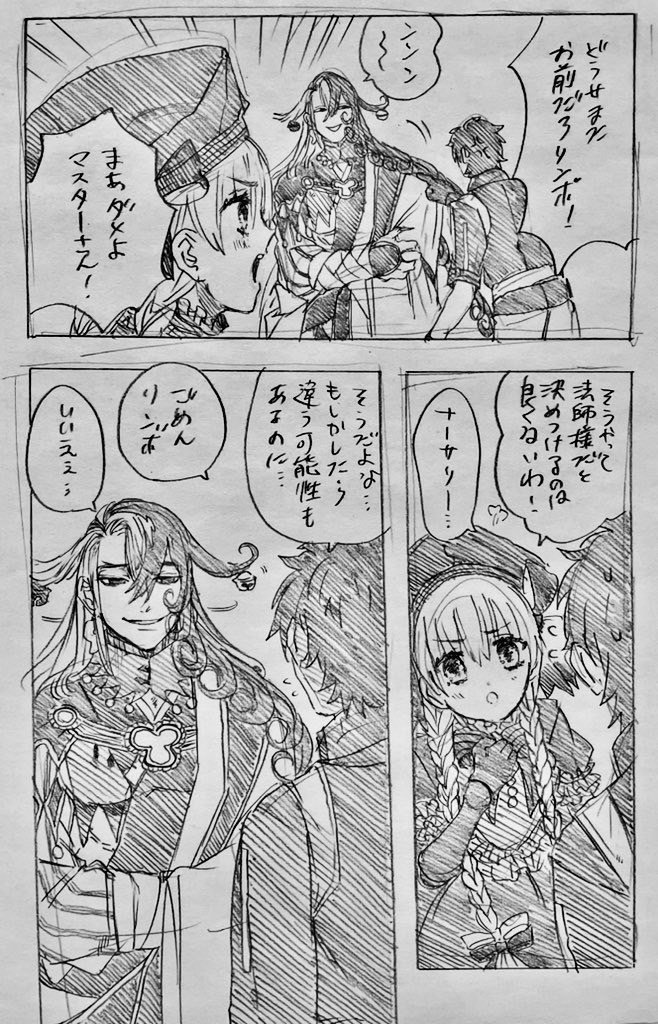 どうせまた
お前だろリンボ！
ンンン
〜
まあダメよ
マスターさん！
そうやって
法師様だと
決めつけるのは
良くないわ！
ナーサリー…
そうだよな…
もしかしたら
違う可能性も
あるのに…
ごめん
リンボ
いいえぇ…